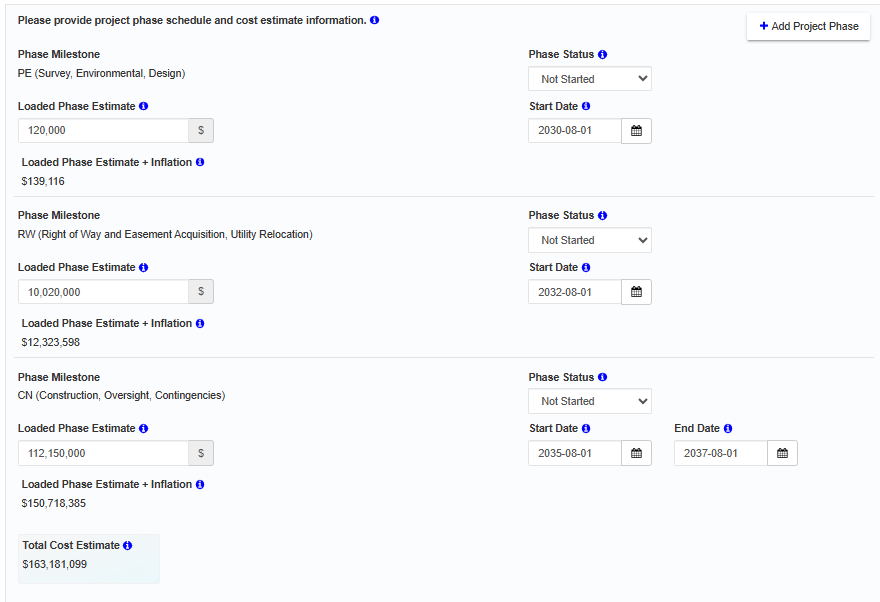 Please provide project phase schedule and cost estimate information.
+ Add Project Phase
Phase Milestone
PE (Survey, Environmental, Design)
Phase Status
Not Started
Loaded Phase Estimate
120,000 $
Start Date
2030-08-01
Loaded Phase Estimate + Inflation
$139,116
Phase Milestone
RW (Right of Way and Easement Acquisition, Utility Relocation)
Phase Status
Not Started
Loaded Phase Estimate
10,020,000 $
Start Date
2032-08-01
Loaded Phase Estimate + Inflation
$12,323,598
Phase Milestone
CN (Construction, Oversight, Contingencies)
Phase Status
Not Started
Loaded Phase Estimate
112,150,000 $
Start Date
2035-08-01
End Date
2037-08-01
Loaded Phase Estimate + Inflation
$150,718,385
Total Cost Estimate
$163,181,099